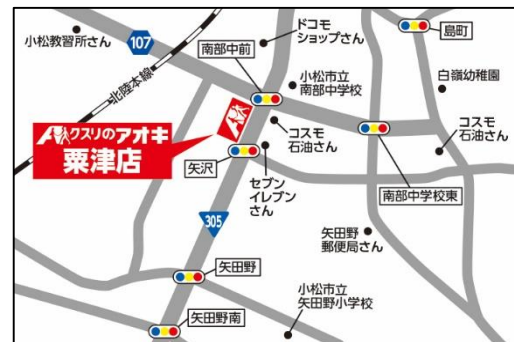 ドコモ
ショップさん
島町
小松教習所さん
107
南部中前
北陸本線
小松市立
南部中学校
白嶺幼稚園
クスリのアオキ
粟津店
コスモ
石油さん
コスモ
石油さん
矢沢
セブン
イレブン
さん
南部中学校東
305
矢田野
郵便局さん
矢田野
小松市立
矢田野小学校
矢田野南